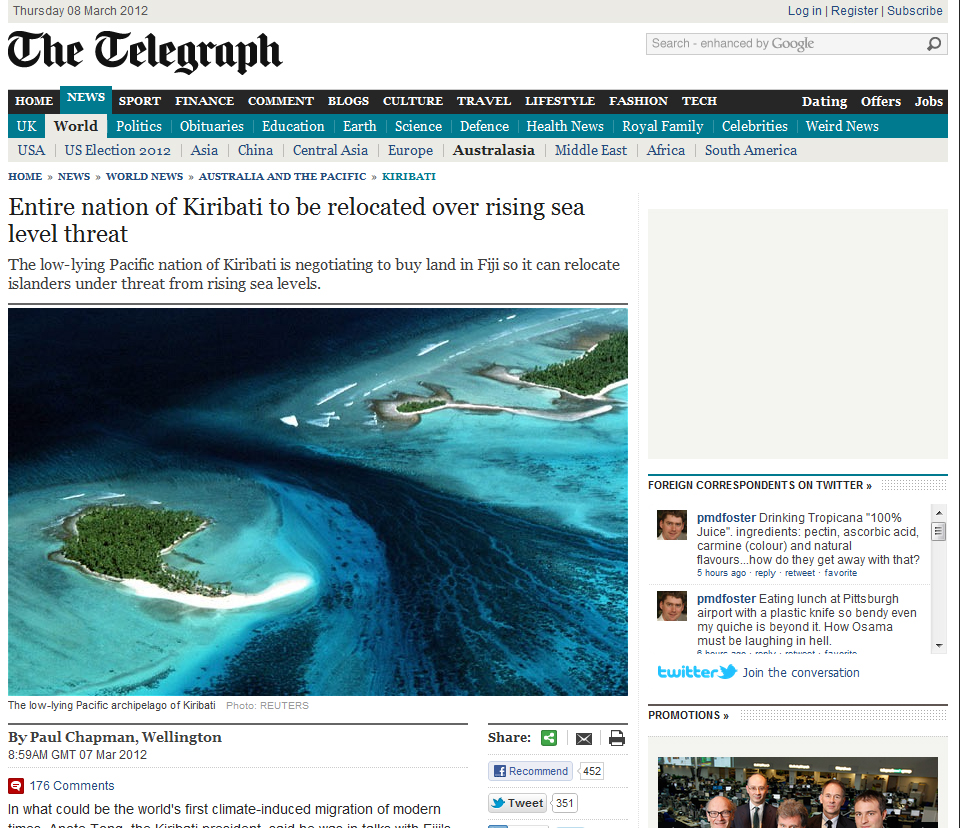 Thursday 08 March 2012
Log in | Register | Subscribe
The Telegraph
Search - enhanced by Google
HOME NEWS SPORT FINANCE COMMENT BLOGS CULTURE TRAVEL LIFESTYLE FASHION TECH Dating Offers Jobs
UK World Politics Obituaries Education Earth Science Defence Health News Royal Family Celebrities Weird News
USA US Election 2012 Asia China Central Asia Europe Australasia Middle East Africa South America
HOME » NEWS » WORLD NEWS » AUSTRALIA AND THE PACIFIC » KIRIBATI
Entire nation of Kiribati to be relocated over rising sea
level threat
The low-lying Pacific nation of Kiribati is negotiating to buy land in Fiji so it can relocate
islanders under threat from rising sea levels.
The low-lying Pacific archipelago of Kiribati Photo: REUTERS
By Paul Chapman, Wellington
8:59AM GMT 07 Mar 2012
176 Comments
In what could be the world's first climate-induced migration of modern
times, Anote Tong, the Kiribati president, said he was in talks with Fiji's
Share:
Recommend 452
Tweet 351
FOREIGN CORRESPONDENTS ON TWITTER »
pmdfoster Drinking Tropicana "100%
Juice". ingredients: pectin, ascorbic acid,
carmine (colour) and natural
flavours...how do they get away with that?
5 hours ago · reply · retweet · favorite
pmdfoster Eating lunch at Pittsburgh
airport with a plastic knife so bendy even
my quiche is beyond it. How Osama
must be laughing in hell.
6 hours ago · reply · retweet · favorite
twitter Join the conversation
PROMOTIONS »